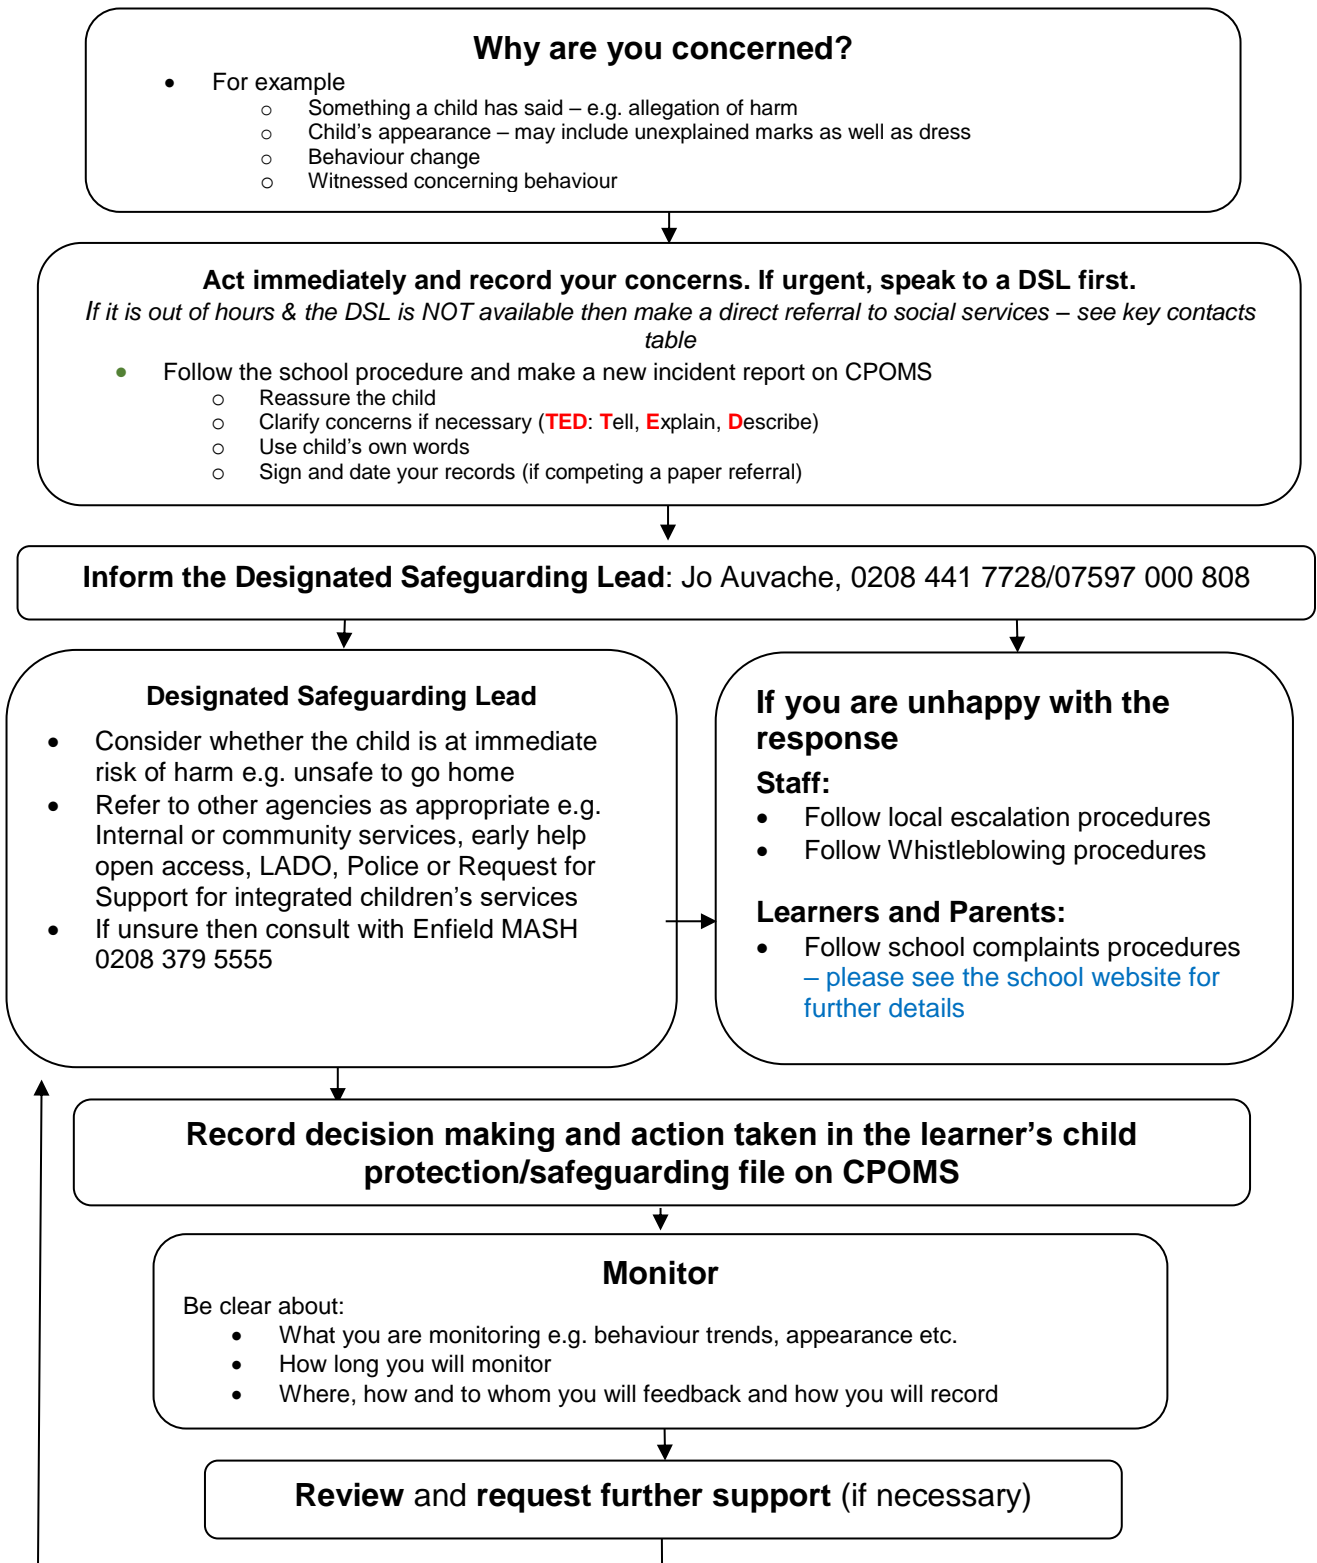 Why are you concerned?
• For example
o Something a child has said – e.g. allegation of harm
o Child's appearance – may include unexplained marks as well as dress
o Behaviour change
o Witnessed concerning behaviour
Act immediately and record your concerns. If urgent, speak to a DSL first.
If it is out of hours & the DSL is NOT available then make a direct referral to social services – see key contacts
table
• Follow the school procedure and make a new incident report on CPOMS
o Reassure the child
o Clarify concerns if necessary (TED: Tell, Explain, Describe)
o Use child's own words
o Sign and date your records (if competing a paper referral)
Inform the Designated Safeguarding Lead: Jo Auvache, 0208 441 7728/07597 000 808
Designated Safeguarding Lead
• Consider whether the child is at immediate
risk of harm e.g. unsafe to go home
• Refer to other agencies as appropriate e.g.
Internal or community services, early help
open access, LADO, Police or Request for
Support for integrated children's services
• If unsure then consult with Enfield MASH
0208 379 5555
If you are unhappy with the
response
Staff:
• Follow local escalation procedures
• Follow Whistleblowing procedures
Learners and Parents:
• Follow school complaints procedures
– please see the school website for
further details
Record decision making and action taken in the learner's child
protection/safeguarding file on CPOMS
Monitor
Be clear about:
• What you are monitoring e.g. behaviour trends, appearance etc.
• How long you will monitor
• Where, how and to whom you will feedback and how you will record
Review and request further support (if necessary)